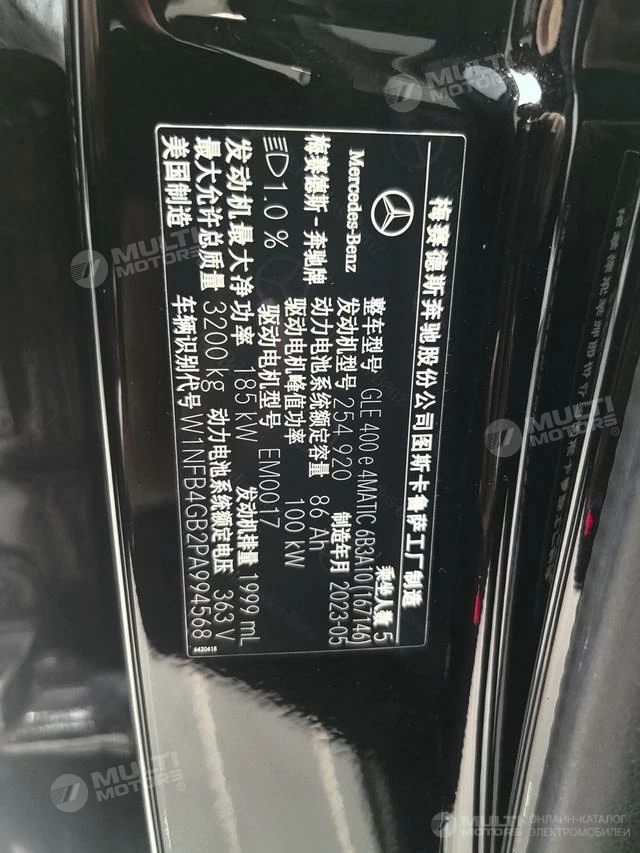 梅赛德斯奔驰股份公司图斯卡鲁萨工厂制造
Mercedes-Benz
整车型号 GLE 400 e 4MATIC 6B3A10(167146)
乘坐人数 5
梅赛德斯-奔驰牌
发动机型号 254 920
制造年月 2023-05
动力电池系统额定容量 86 Ah
1.0 %
驱动电机峰值功率 100 kW
驱动电机型号 EM0017
发动机最大净功率 185 kW
发动机排量 1999 mL
最大允许总质量 3200 kg
动力电池系统额定电压 363 V
美国制造
车辆识别代号 W1NFB4GB2PA994568
6420418
MULTI MOTORS®
MULTI MOTORS®
MULTI MOTORS®
MULTI MOTORS®
MULTI MOTORS®
MULTI MOTORS
ОНЛАЙН-КАТАЛОГ
ЭЛЕКТРОМОБИЛЕЙ